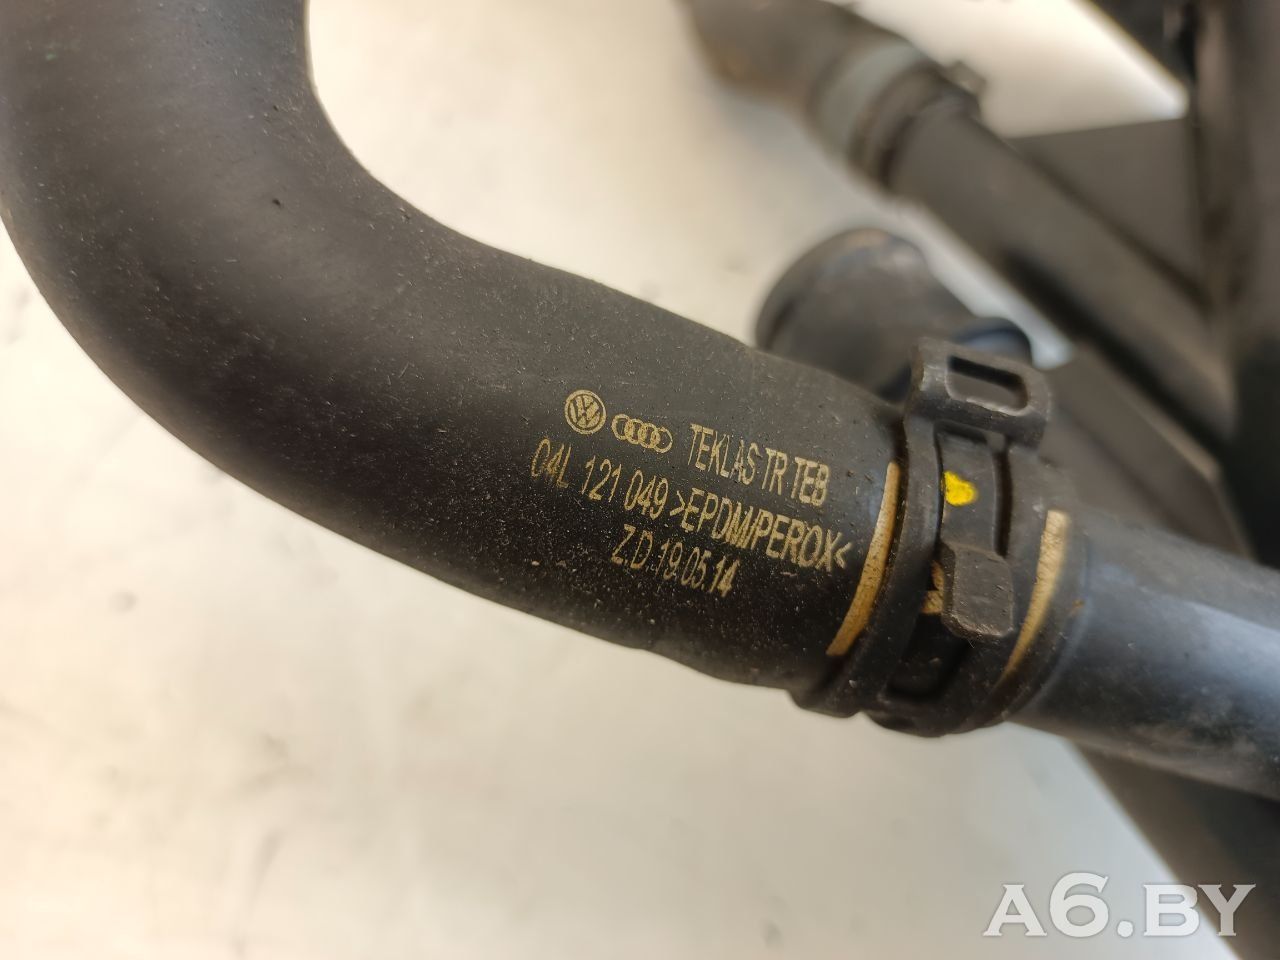 TEKLAS TR TEB
04L 121 049 >EPDM/PEROX<
Z.D. 19.05.14
A6.BY